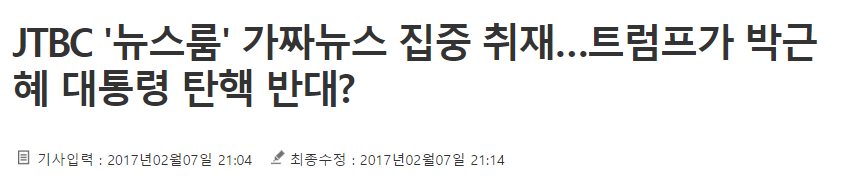 JTBC '뉴스룸' 가짜뉴스 집중 취재…트럼프가 박근
혜 대통령 탄핵 반대?
기사입력 : 2017년02월07일 21:04 최종수정 : 2017년02월07일 21:14